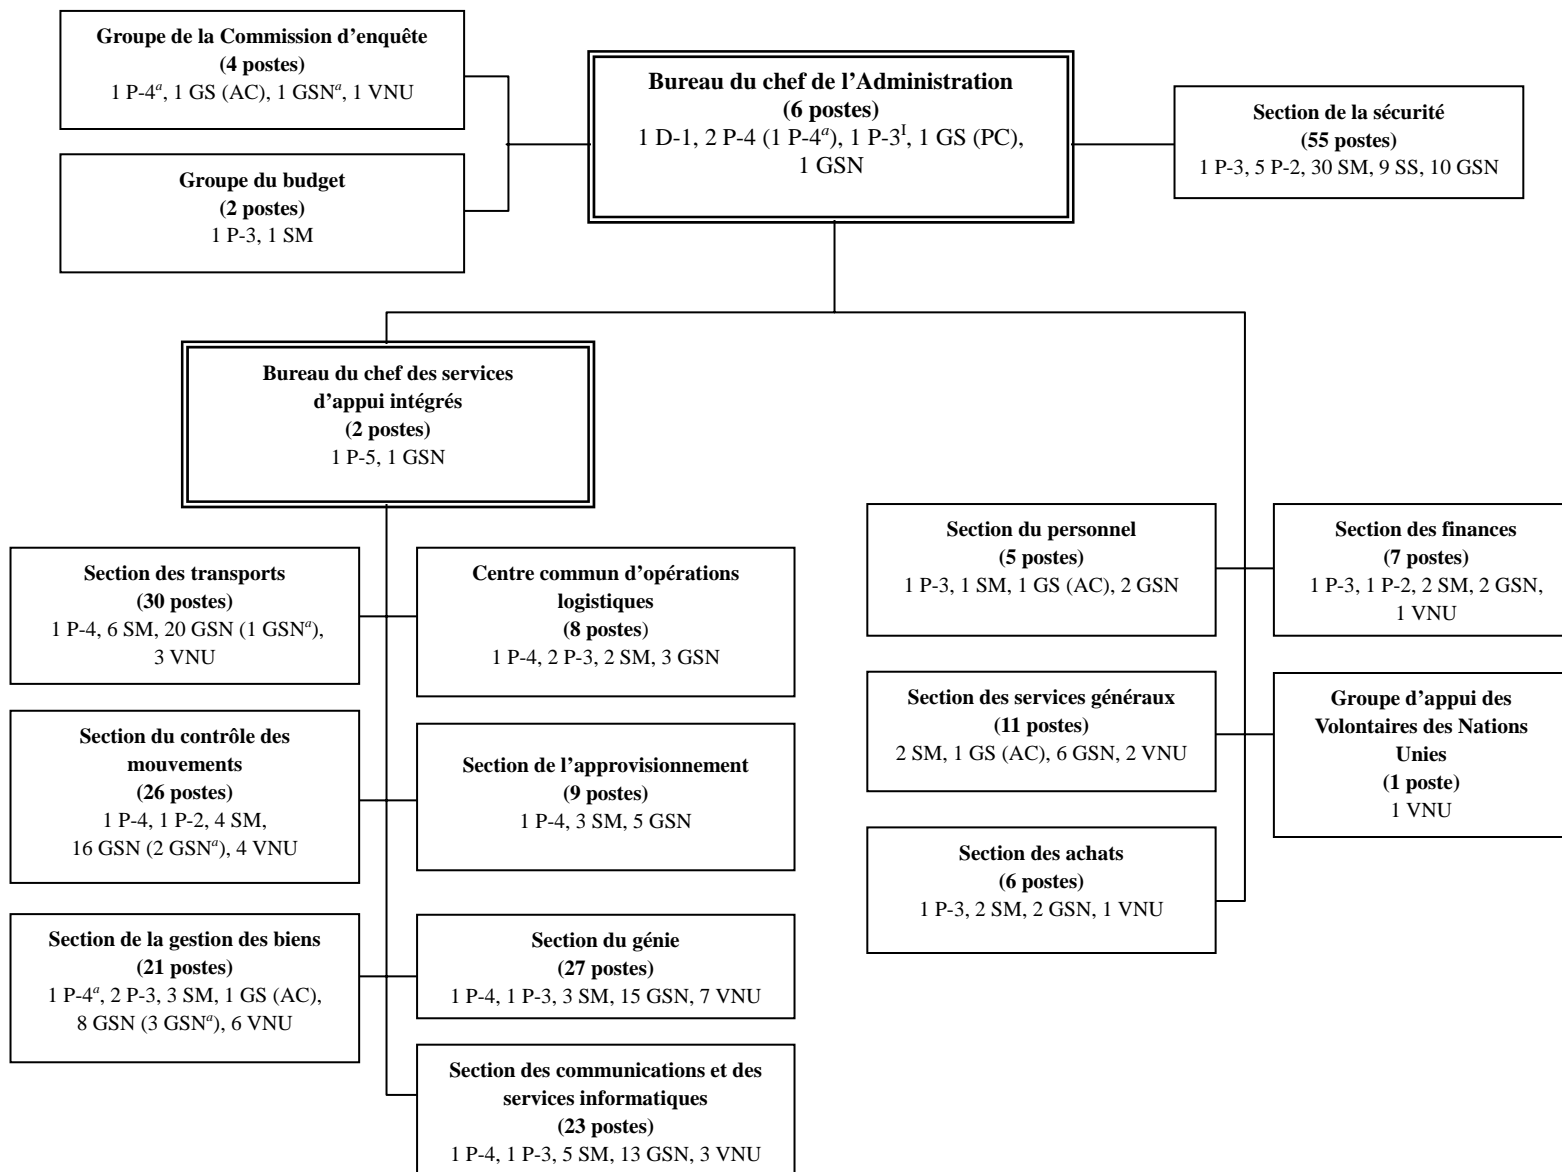 Groupe de la Commission d’enquête
(4 postes)
1 P-4ª, 1 GS (AC), 1 GSNª, 1 VNU
Groupe du budget
(2 postes)
1 P-3, 1 SM
Bureau du chef de l’Administration
(6 postes)
1 D-1, 2 P-4 (1 P-4ª), 1 P-3ᴵ, 1 GS (PC),
1 GSN
Section de la sécurité
(55 postes)
1 P-3, 5 P-2, 30 SM, 9 SS, 10 GSN
Bureau du chef des services
d’appui intégrés
(2 postes)
1 P-5, 1 GSN
Section des transports
(30 postes)
1 P-4, 6 SM, 20 GSN (1 GSNª),
3 VNU
Centre commun d’opérations
logistiques
(8 postes)
1 P-4, 2 P-3, 2 SM, 3 GSN
Section du contrôle des
mouvements
(26 postes)
1 P-4, 1 P-2, 4 SM,
16 GSN (2 GSNª), 4 VNU
Section de l’approvisionnement
(9 postes)
1 P-4, 3 SM, 5 GSN
Section de la gestion des biens
(21 postes)
1 P-4ª, 2 P-3, 3 SM, 1 GS (AC),
8 GSN (3 GSNª), 6 VNU
Section du génie
(27 postes)
1 P-4, 1 P-3, 3 SM, 15 GSN, 7 VNU
Section des communications et des
services informatiques
(23 postes)
1 P-4, 1 P-3, 5 SM, 13 GSN, 3 VNU
Section du personnel
(5 postes)
1 P-3, 1 SM, 1 GS (AC), 2 GSN
Section des finances
(7 postes)
1 P-3, 1 P-2, 2 SM, 2 GSN,
1 VNU
Section des services généraux
(11 postes)
2 SM, 1 GS (AC), 6 GSN, 2 VNU
Groupe d’appui des
Volontaires des Nations
Unies
(1 poste)
1 VNU
Section des achats
(6 postes)
1 P-3, 2 SM, 2 GSN, 1 VNU